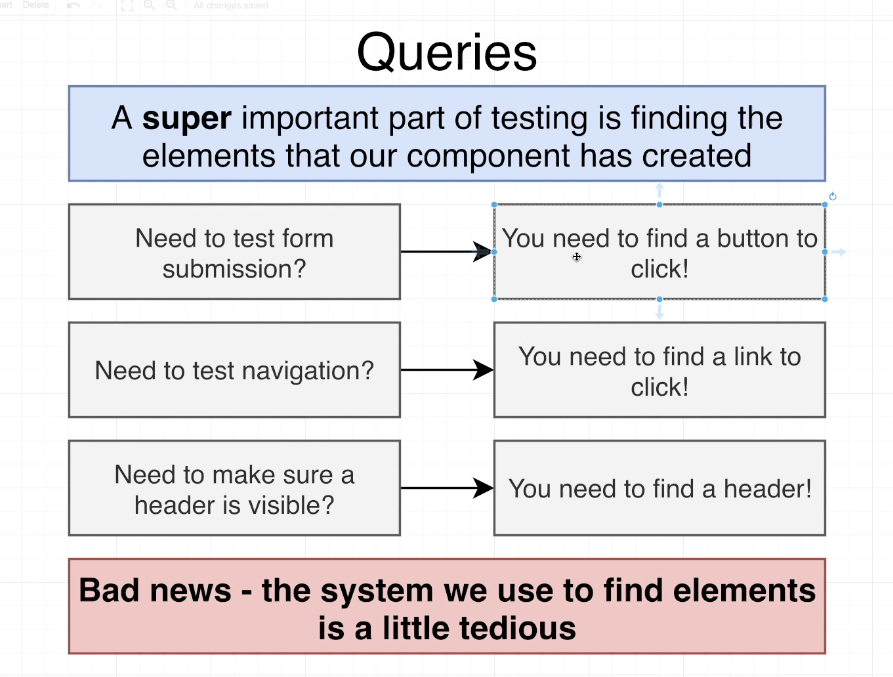 Delete
All changes saved
Queries
A super important part of testing is finding the
elements that our component has created
Need to test form
submission?
You need to find a button to
click!
Need to test navigation?
You need to find a link to
click!
Need to make sure a
header is visible?
You need to find a header!
Bad news - the system we use to find elements
is a little tedious